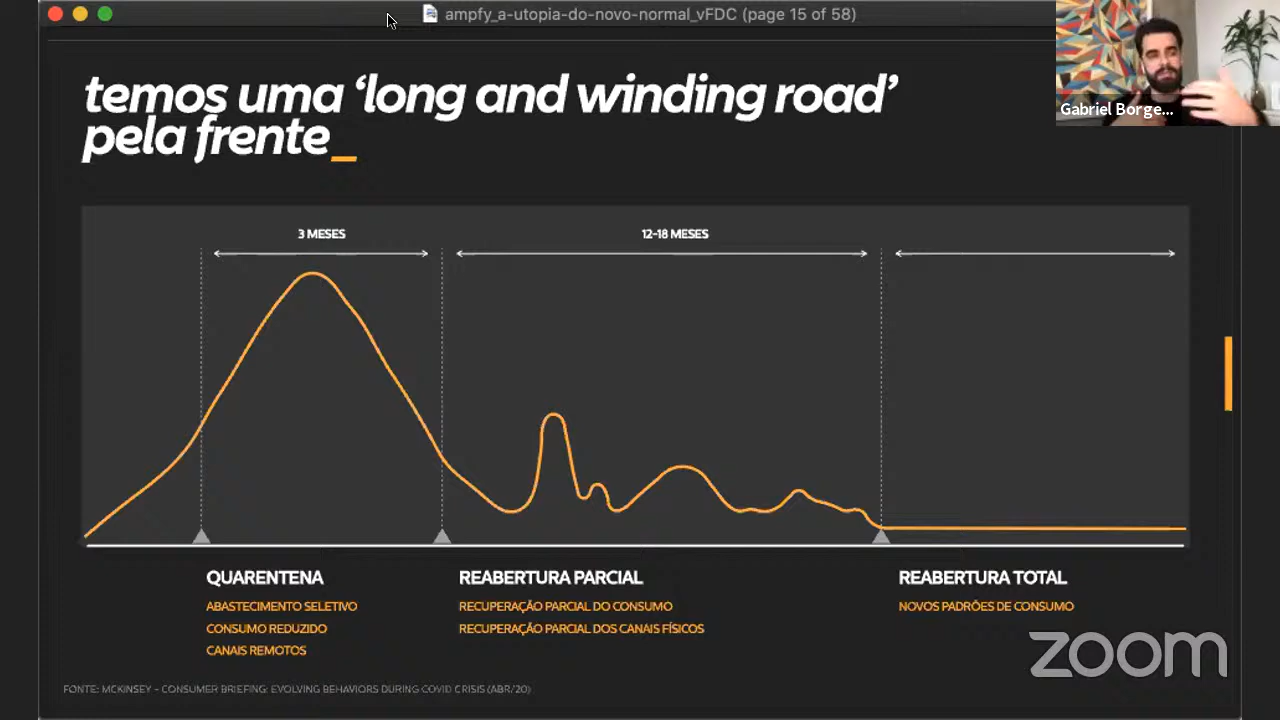 ampfy_a-utopia-do-novo-normal_vFDC (page 15 of 58)
Gabriel Borge...
temos uma ‘long and winding road’
pela frente_
3 MESES
12-18 MESES
QUARENTENA
ABASTECIMENTO SELETIVO
CONSUMO REDUZIDO
CANAIS REMOTOS
REABERTURA PARCIAL
RECUPERAÇÃO PARCIAL DO CONSUMO
RECUPERAÇÃO PARCIAL DOS CANAIS FÍSICOS
REABERTURA TOTAL
NOVOS PADRÕES DE CONSUMO
zoom
FONTE: MCKINSEY - CONSUMER BRIEFING: EVOLVING BEHAVIORS DURING COVID CRISIS (ABR/20)